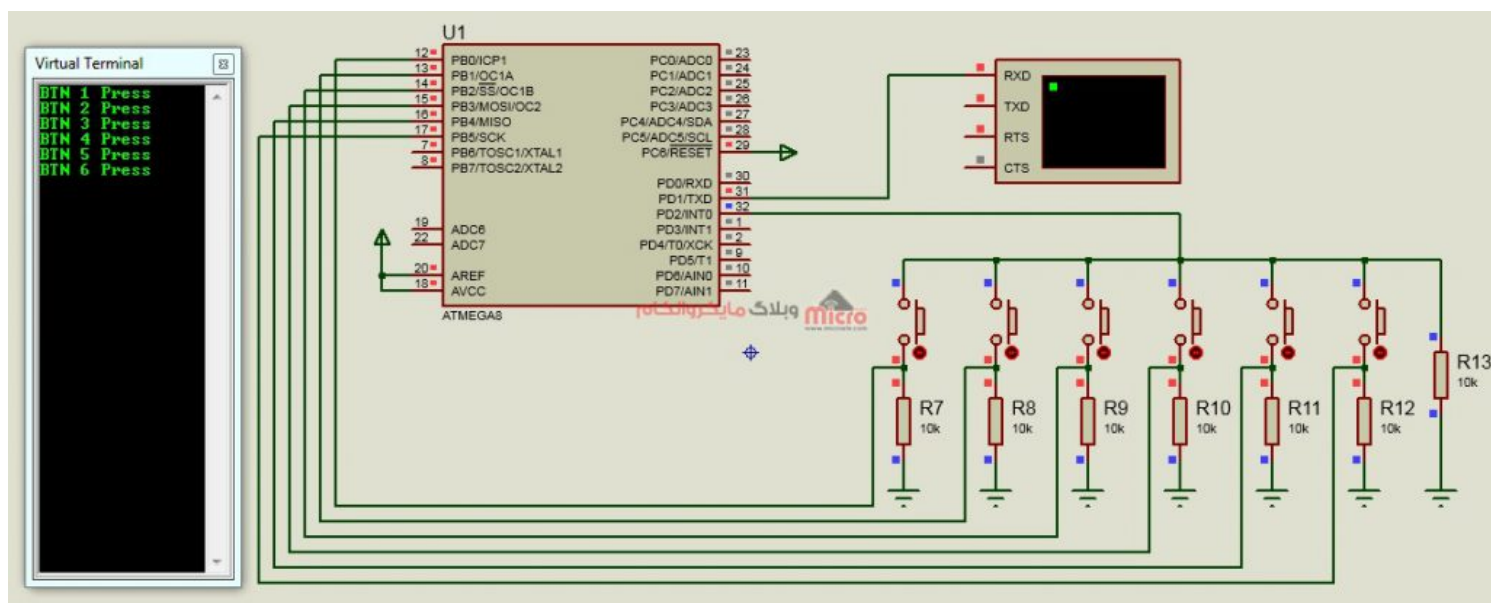 Virtual Terminal
BTN 1 Press
BTN 2 Press
BTN 3 Press
BTN 4 Press
BTN 5 Press
BTN 6 Press
U1
12 PB0/ICP1
13 PB1/OC1A
14 PB2/SS/OC1B
15 PB3/MOSI/OC2
16 PB4/MISO
17 PB5/SCK
7 PB6/TOSC1/XTAL1
8 PB7/TOSC2/XTAL2
19 ADC6
22 ADC7
20 AREF
18 AVCC
PC0/ADC0 23
PC1/ADC1 24
PC2/ADC2 25
PC3/ADC3 26
PC4/ADC4/SDA 27
PC5/ADC5/SCL 28
PC6/RESET 29
PD0/RXD 30
PD1/TXD 31
PD2/INT0 32
PD3/INT1 1
PD4/T0/XCK 2
PD5/T1 9
PD6/AIN0 10
PD7/AIN1 11
ATMEGA8
RXD
TXD
RTS
CTS
وبلاگ مایکروالکام
Micro
R7
10k
R8
10k
R9
10k
R10
10k
R11
10k
R12
10k
R13
10k